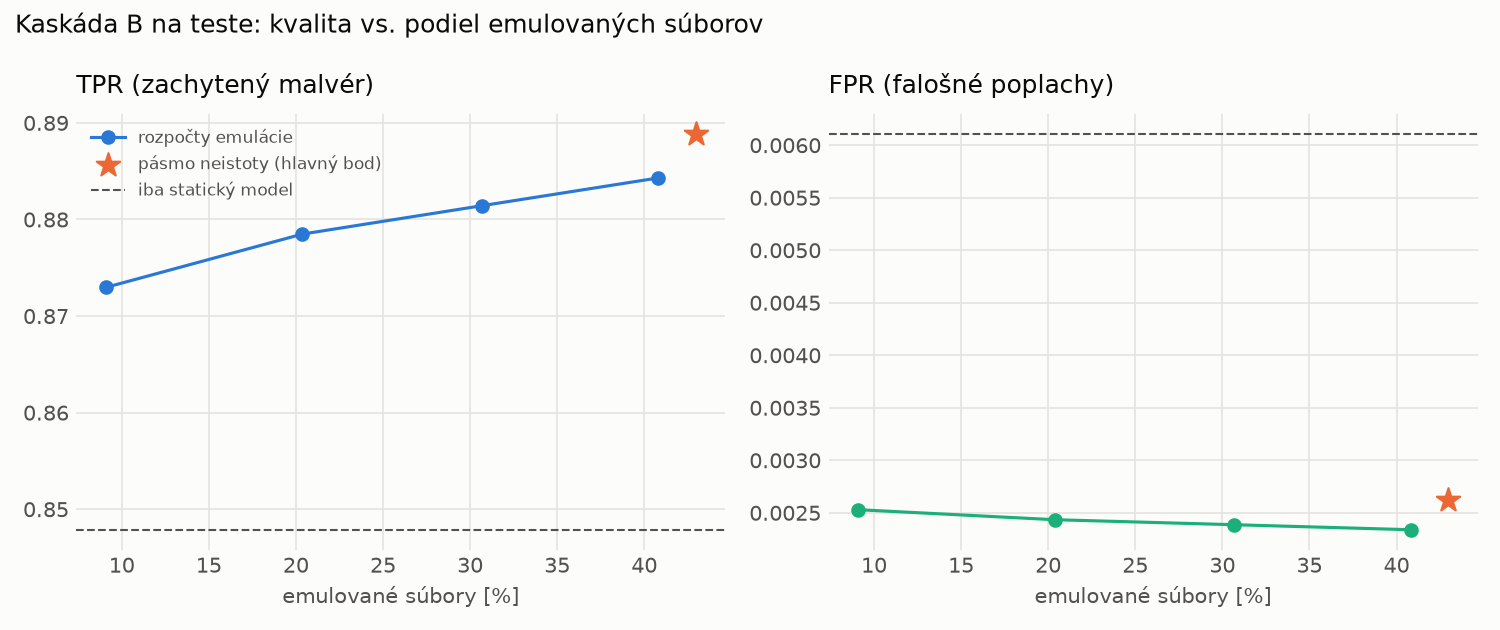 Kaskáda B na teste: kvalita vs. podiel emulovaných súborov
TPR (zachytený malvér)
0.89
0.88
0.87
0.86
0.85
rozpočty emulácie
pásmo neistoty (hlavný bod)
iba statický model
10 15 20 25 30 35 40
emulované súbory [%]
FPR (falošné poplachy)
0.0060
0.0055
0.0050
0.0045
0.0040
0.0035
0.0030
0.0025
10 15 20 25 30 35 40
emulované súbory [%]